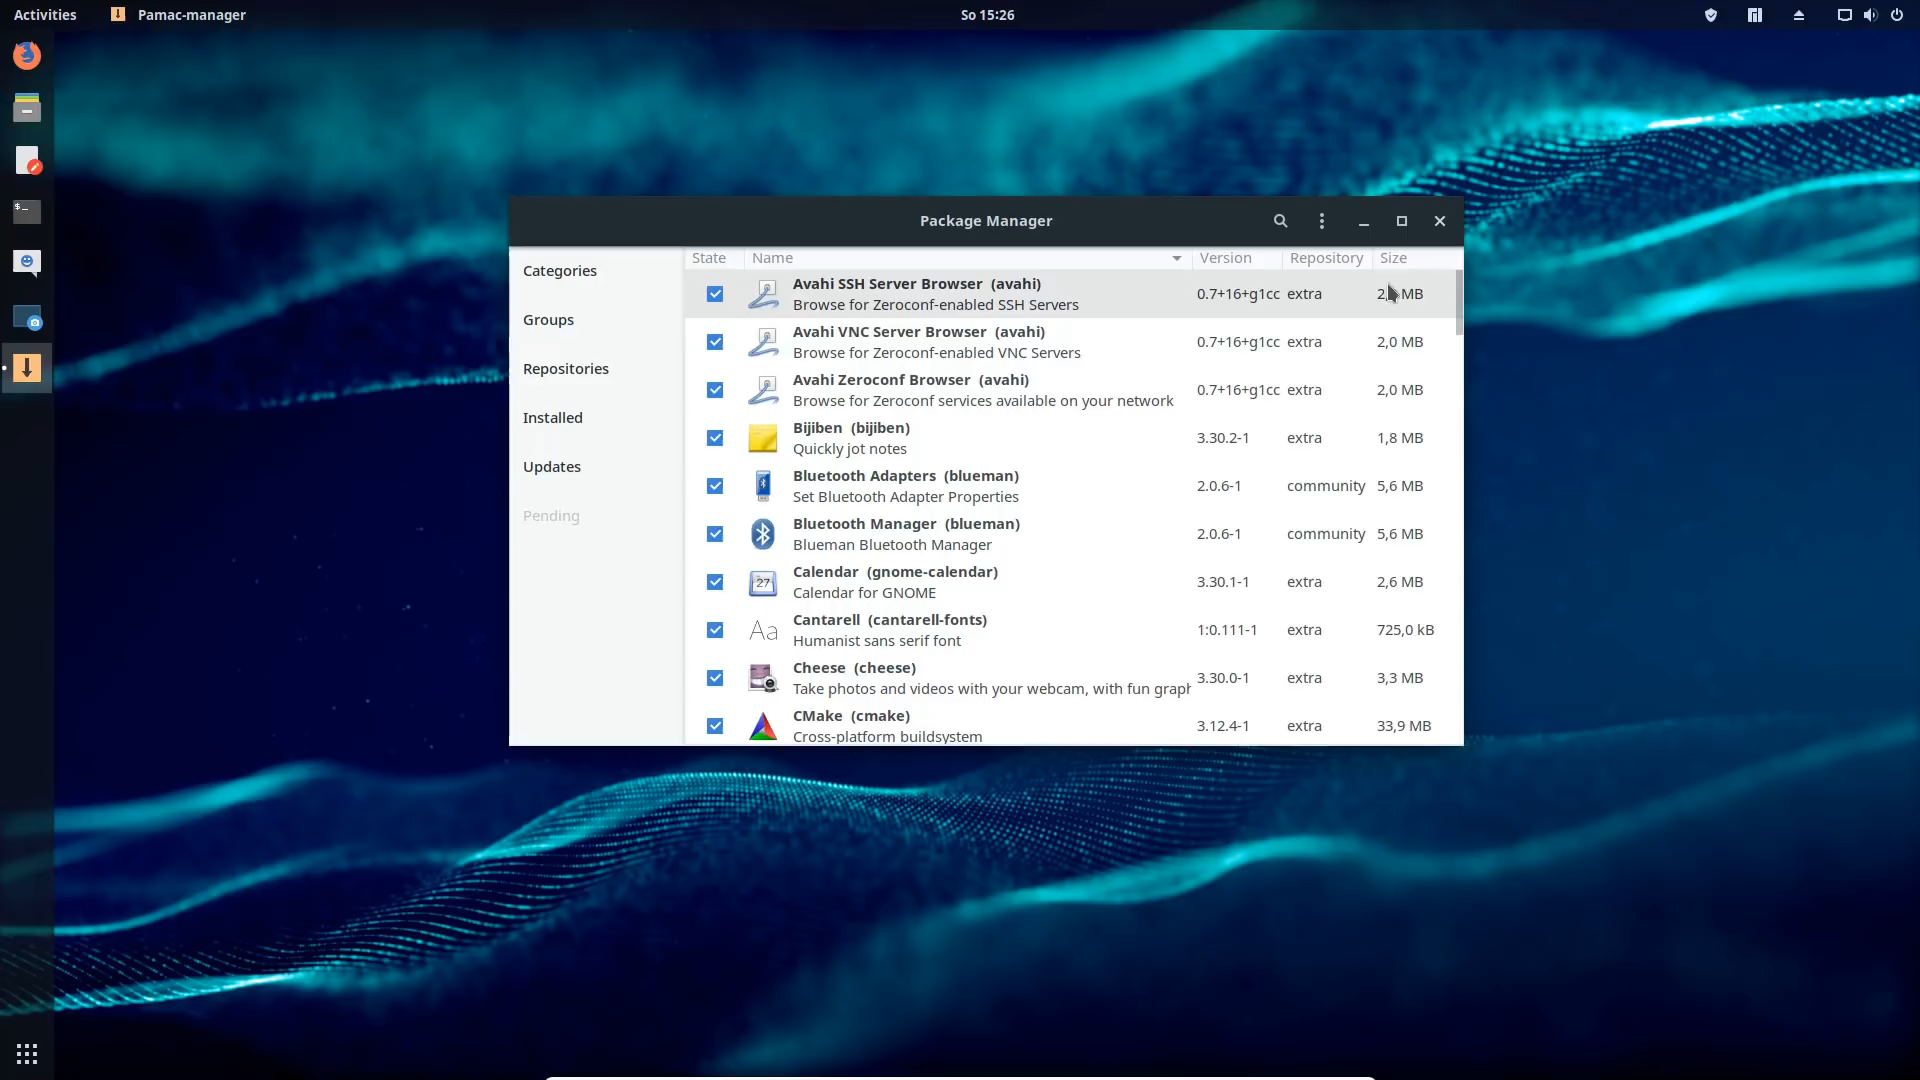 Activities Pamac-manager So 15:26
Package Manager
Categories
Groups
Repositories
Installed
Updates
Pending
State Name Version Repository Size
Avahi SSH Server Browser (avahi)
Browse for Zeroconf-enabled SSH Servers
0.7+16+g1cc extra MB
Avahi VNC Server Browser (avahi)
Browse for Zeroconf-enabled VNC Servers
0.7+16+g1cc extra 2,0 MB
Avahi Zeroconf Browser (avahi)
Browse for Zeroconf services available on your network
0.7+16+g1cc extra 2,0 MB
Bijiben (bijiben)
Quickly jot notes
3.30.2-1 extra 1,8 MB
Bluetooth Adapters (blueman)
Set Bluetooth Adapter Properties
2.0.6-1 community 5,6 MB
Bluetooth Manager (blueman)
Blueman Bluetooth Manager
2.0.6-1 community 5,6 MB
27
Calendar (gnome-calendar)
Calendar for GNOME
3.30.1-1 extra 2,6 MB
Aa
Cantarell (cantarell-fonts)
Humanist sans serif font
1:0.111-1 extra 725,0 kB
Cheese (cheese)
Take photos and videos with your webcam, with fun graph
3.30.0-1 extra 3,3 MB
CMake (cmake)
Cross-platform buildsystem
3.12.4-1 extra 33,9 MB